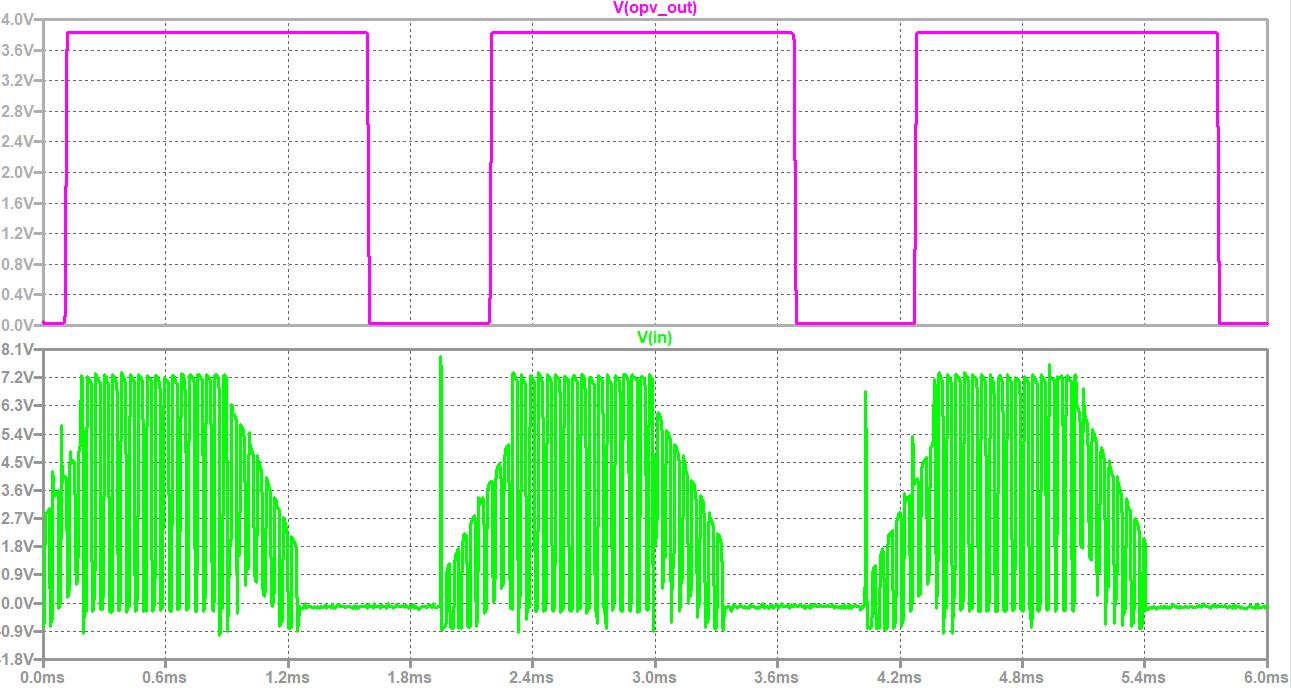 V(opv_out)
4.0V
3.6V
3.2V
2.8V
2.4V
2.0V
1.6V
1.2V
0.8V
0.4V
0.0V
V(in)
8.1V
7.2V
6.3V
5.4V
4.5V
3.6V
2.7V
1.8V
0.9V
0.0V
-0.9V
-1.8V
0.0ms 0.6ms 1.2ms 1.8ms 2.4ms 3.0ms 3.6ms 4.2ms 4.8ms 5.4ms 6.0ms